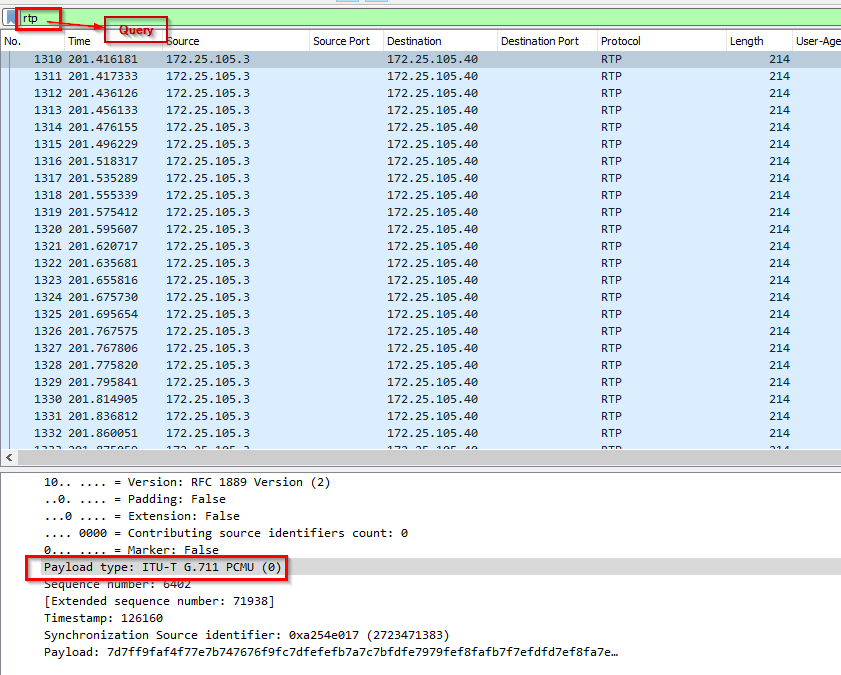 rtp
Query
No. Time Source Source Port Destination Destination Port Protocol Length User-Age
1310 201.416181 172.25.105.3 172.25.105.40 RTP 214
1311 201.417333 172.25.105.3 172.25.105.40 RTP 214
1312 201.436126 172.25.105.3 172.25.105.40 RTP 214
1313 201.456133 172.25.105.3 172.25.105.40 RTP 214
1314 201.476155 172.25.105.3 172.25.105.40 RTP 214
1315 201.496229 172.25.105.3 172.25.105.40 RTP 214
1316 201.518317 172.25.105.3 172.25.105.40 RTP 214
1317 201.535289 172.25.105.3 172.25.105.40 RTP 214
1318 201.555339 172.25.105.3 172.25.105.40 RTP 214
1319 201.575412 172.25.105.3 172.25.105.40 RTP 214
1320 201.595607 172.25.105.3 172.25.105.40 RTP 214
1321 201.620717 172.25.105.3 172.25.105.40 RTP 214
1322 201.635681 172.25.105.3 172.25.105.40 RTP 214
1323 201.655816 172.25.105.3 172.25.105.40 RTP 214
1324 201.675730 172.25.105.3 172.25.105.40 RTP 214
1325 201.695654 172.25.105.3 172.25.105.40 RTP 214
1326 201.767575 172.25.105.3 172.25.105.40 RTP 214
1327 201.767806 172.25.105.3 172.25.105.40 RTP 214
1328 201.775820 172.25.105.3 172.25.105.40 RTP 214
1329 201.795841 172.25.105.3 172.25.105.40 RTP 214
1330 201.814905 172.25.105.3 172.25.105.40 RTP 214
1331 201.836812 172.25.105.3 172.25.105.40 RTP 214
1332 201.860051 172.25.105.3 172.25.105.40 RTP 214
10.. .... = Version: RFC 1889 Version (2)
..0. .... = Padding: False
...0 .... = Extension: False
.... 0000 = Contributing source identifiers count: 0
0... .... = Marker: False
Payload type: ITU-T G.711 PCMU (0)
Sequence number: 6402
[Extended sequence number: 71938]
Timestamp: 126160
Synchronization Source identifier: 0xa254e017 (2723471383)
Payload: 7d7ff9faf4f77e7b747676f9fc7dfefefb7a7c7bfdfe7979fef8fafb7f7efdfd7ef8fa7e…